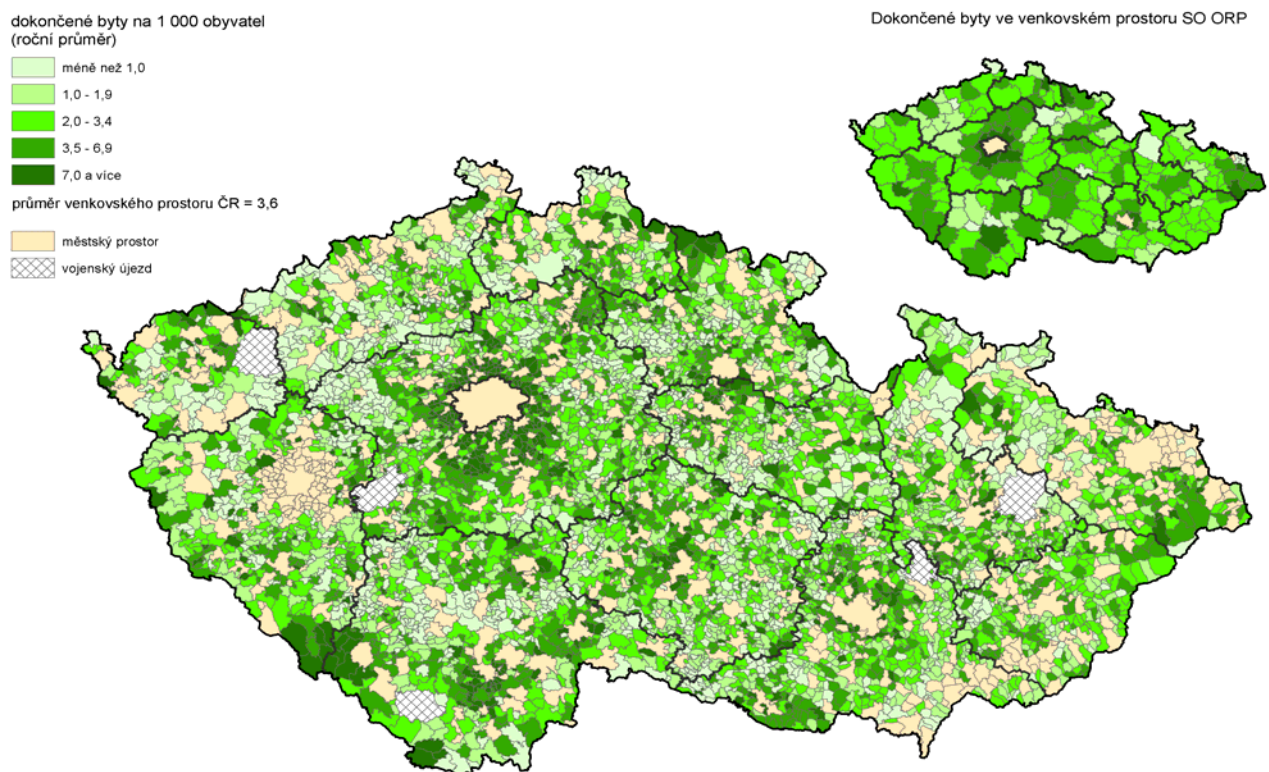 dokončené byty na 1 000 obyvatel
(roční průměr)
méně než 1,0
1,0 - 1,9
2,0 - 3,4
3,5 - 6,9
7,0 a více
průměr venkovského prostoru ČR = 3,6
městský prostor
vojenský újezd
Dokončené byty ve venkovském prostoru SO ORP